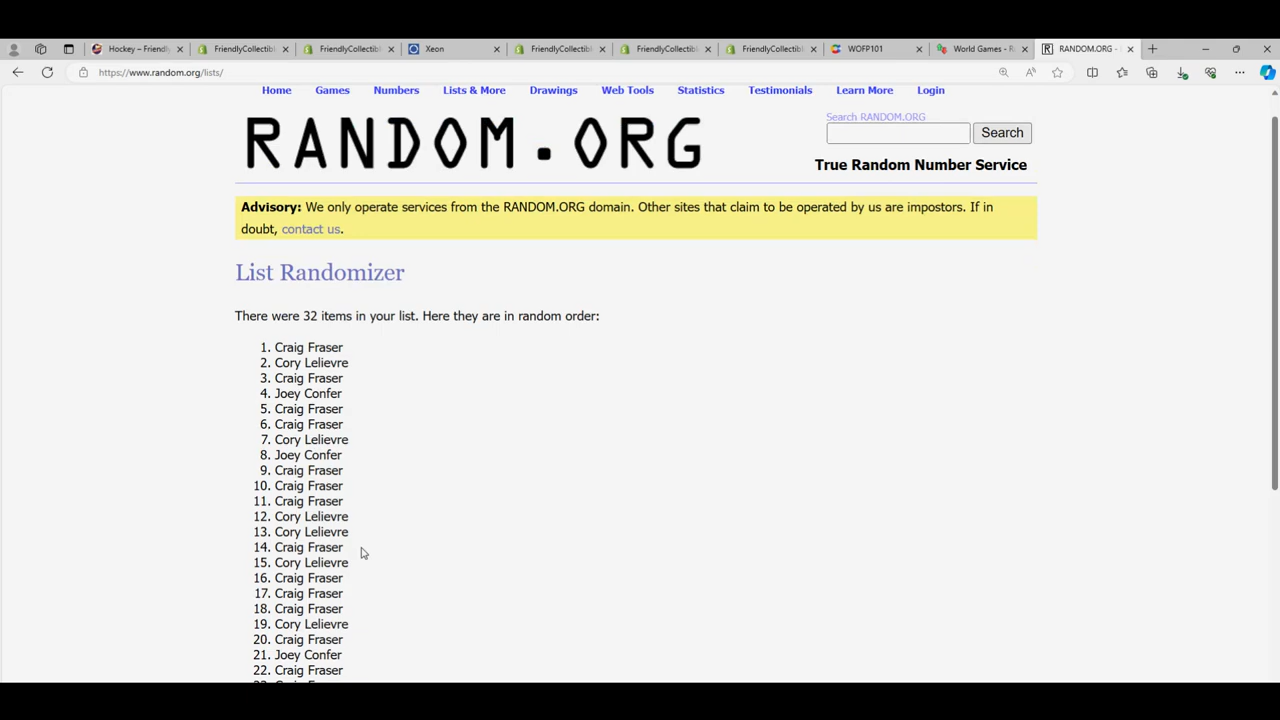 Hockey – Friendly
FriendlyCollectibl
FriendlyCollectibl
Xeon
FriendlyCollectibl
FriendlyCollectibl
FriendlyCollectibl
WOFP101
World Games - R
RANDOM.ORG -
https://www.random.org/lists/
Home Games Numbers Lists & More Drawings Web Tools Statistics Testimonials Learn More Login
RANDOM.ORG
Search RANDOM.ORG
Search
True Random Number Service
Advisory: We only operate services from the RANDOM.ORG domain. Other sites that claim to be operated by us are impostors. If in
doubt, contact us.
List Randomizer
There were 32 items in your list. Here they are in random order:
1. Craig Fraser
2. Cory Lelievre
3. Craig Fraser
4. Joey Confer
5. Craig Fraser
6. Craig Fraser
7. Cory Lelievre
8. Joey Confer
9. Craig Fraser
10. Craig Fraser
11. Craig Fraser
12. Cory Lelievre
13. Cory Lelievre
14. Craig Fraser
15. Cory Lelievre
16. Craig Fraser
17. Craig Fraser
18. Craig Fraser
19. Cory Lelievre
20. Craig Fraser
21. Joey Confer
22. Craig Fraser